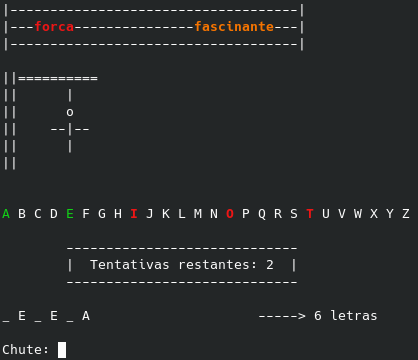 |------------------------------------|
|---forca---------------fascinante---|
|------------------------------------|
||==========
||      |
||      o
||    --|--
||      |
||
A B C D E F G H I J K L M N O P Q R S T U V W X Y Z
-----------------------------
|  Tentativas restantes: 2  |
-----------------------------
_ E _ E _ A                     -----> 6 letras
Chute: